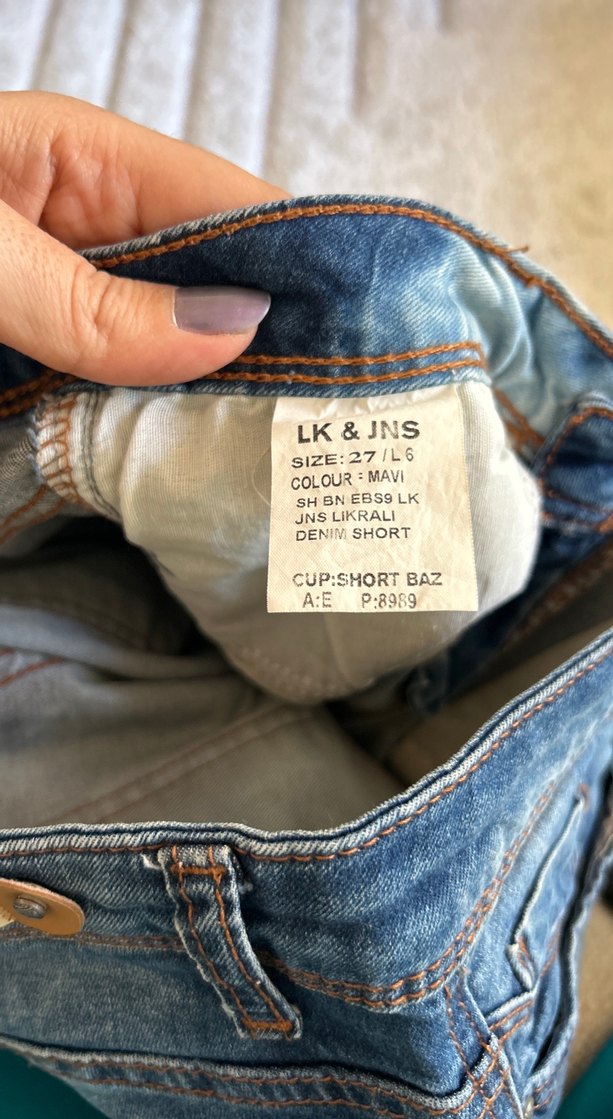 LK & JNS
SIZE: 27 / L 6
COLOUR : MAVI
SH BN EBS9 LK
JNS LIKRALI
DENIM SHORT
CUP:SHORT BAZ
A:E P:8989